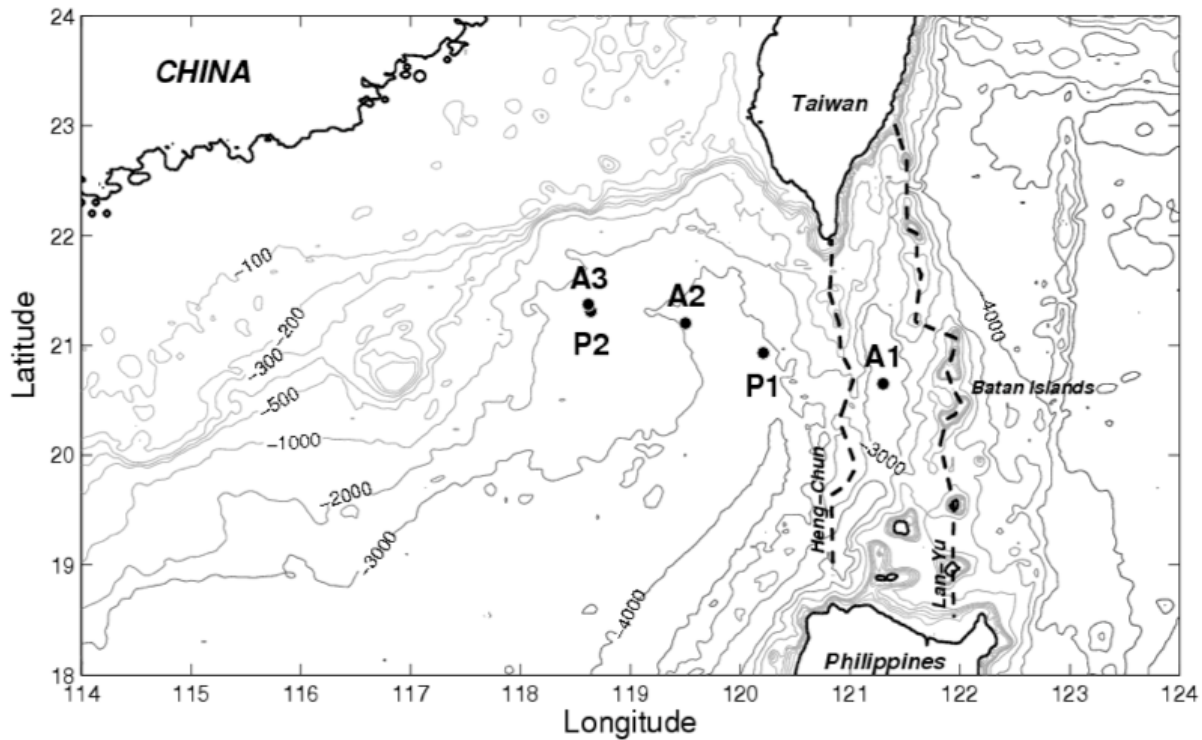 24
23
22
21
20
19
18
Latitude
CHINA
Taiwan
-100
-200
-300
-500
-1000
-2000
-3000
-4000
A3
P2
A2
P1
A1
4000
Batan Islands
-3000
Heng-Chun
Lan-Yu
Philippines
114 115 116 117 118 119 120 121 122 123 124
Longitude